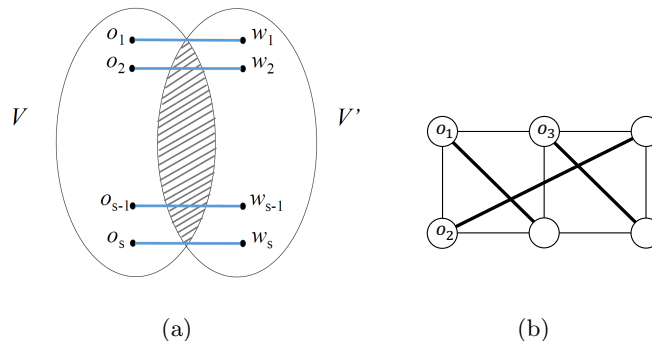 o₁ w₁
o₂ w₂
V V'
o₁ o₃
oₛ₋₁ wₛ₋₁
o₂
oₛ wₛ
(a) (b)